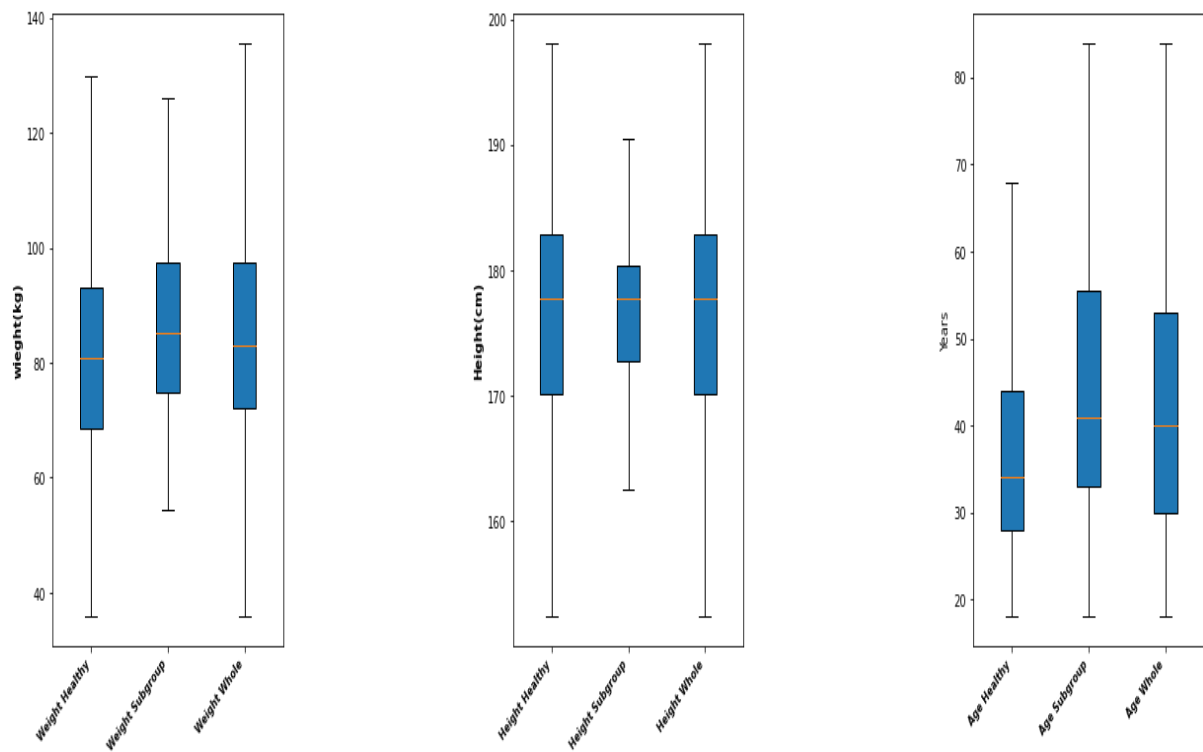 wieght(kg)
140
120
100
80
60
40
Weight Healthy
Weight Subgroup
Weight Whole
Height(cm)
200
190
180
170
160
Height Healthy
Height Subgroup
Height Whole
Years
80
70
60
50
40
30
20
Age Healthy
Age Subgroup
Age Whole